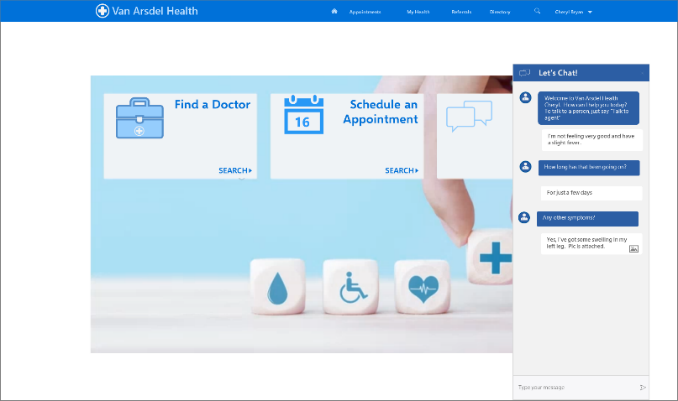 Van Arsdel Health
Appointments
My Health
Referrals
Directory
Cheryl Reyes
Find a Doctor
SEARCH
16
Schedule an
Appointment
SEARCH
Let's Chat!
Welcome to Van Arsdel Health
Cheryl. How can I help you today?
To talk to a person, just say "Talk to
agent"
I'm not feeling very good and have
a slight fever.
How long has that been going on?
For just a few days
Any other symptoms?
Yes, I've got some swelling in my
left leg. Pic is attached.
Type your message